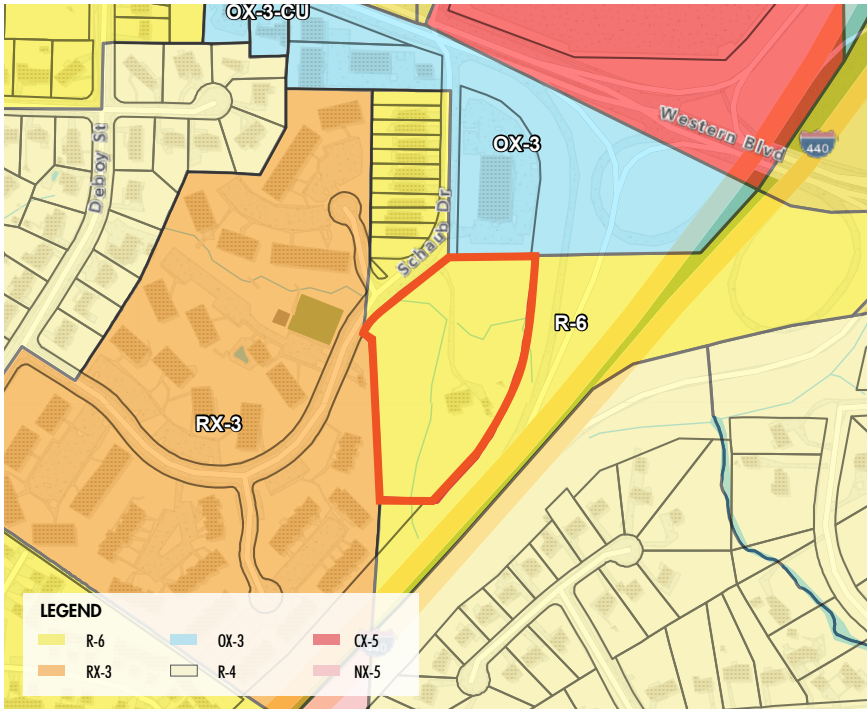 OX-3-CU
Western Blvd
440
OX-3
Deboy St
Schaub Dr
R-6
RX-3
LEGEND
R-6
OX-3
CX-5
RX-3
R-4
NX-5